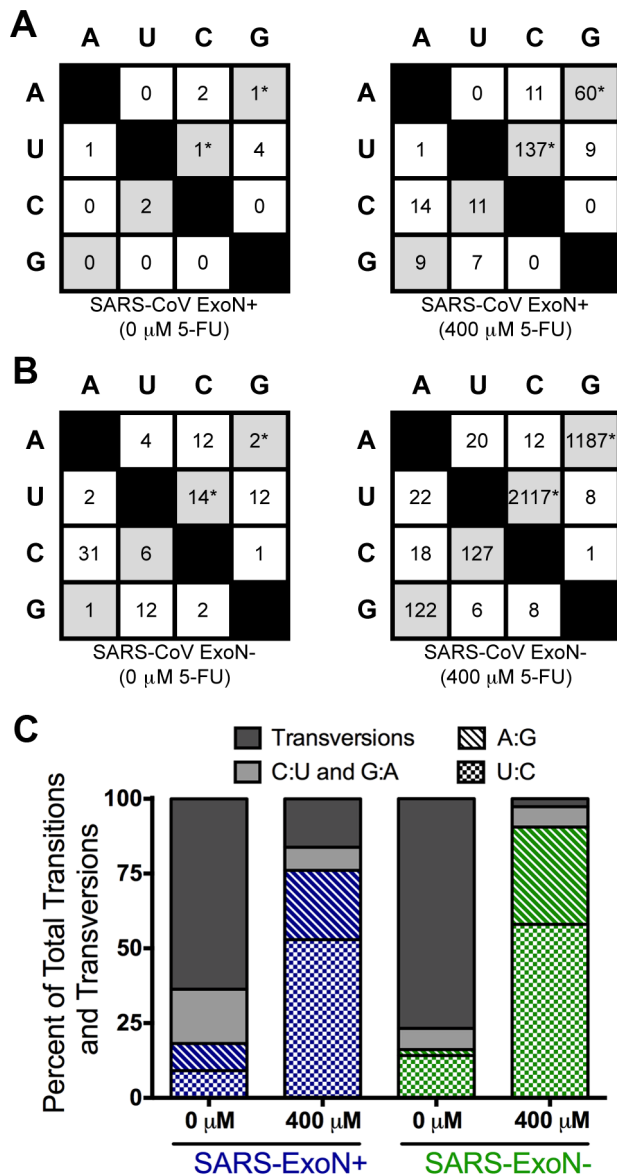 A
A U C G A U C G
A 0 2 1* A 0 11 60*
U 1 1* 4 U 1 137* 9
C 0 2 0 C 14 11 0
G 0 0 0 G 9 7 0
SARS-CoV ExoN+ SARS-CoV ExoN+
(0 μM 5-FU) (400 μM 5-FU)
B
A U C G A U C G
A 4 12 2* A 20 12 1187*
U 2 14* 12 U 22 2117* 8
C 31 6 1 C 18 127 1
G 1 12 2 G 122 6 8
SARS-CoV ExoN- SARS-CoV ExoN-
(0 μM 5-FU) (400 μM 5-FU)
C
Transversions A:G
C:U and G:A U:C
Percent of Total Transitions
and Transversions
100
75
50
25
0
0 μM 400 μM 0 μM 400 μM
SARS-ExoN+ SARS-ExoN-